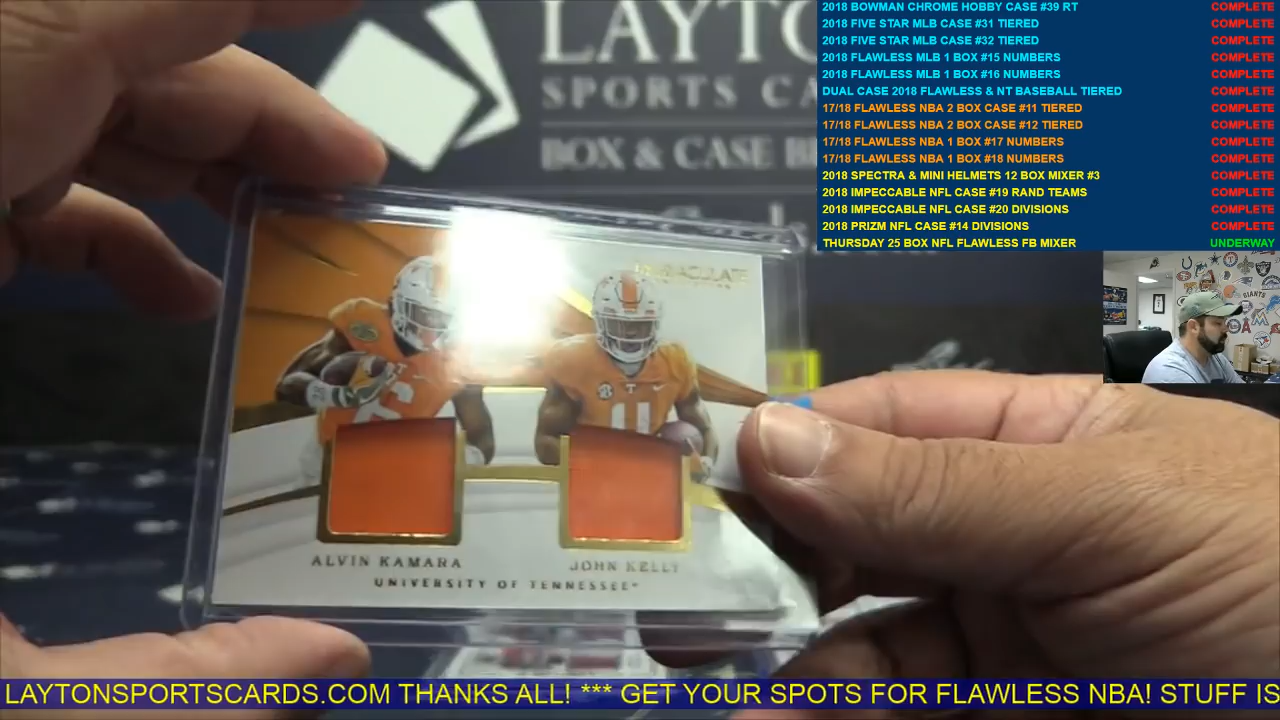 2018 BOWMAN CHROME HOBBY CASE #39 RT COMPLETE
2018 FIVE STAR MLB CASE #31 TIERED COMPLETE
2018 FIVE STAR MLB CASE #32 TIERED COMPLETE
2018 FLAWLESS MLB 1 BOX #15 NUMBERS COMPLETE
2018 FLAWLESS MLB 1 BOX #16 NUMBERS COMPLETE
DUAL CASE 2018 FLAWLESS & NT BASEBALL TIERED COMPLETE
17/18 FLAWLESS NBA 2 BOX CASE #11 TIERED COMPLETE
17/18 FLAWLESS NBA 2 BOX CASE #12 TIERED COMPLETE
17/18 FLAWLESS NBA 1 BOX #17 NUMBERS COMPLETE
17/18 FLAWLESS NBA 1 BOX #18 NUMBERS COMPLETE
2018 SPECTRA & MINI HELMETS 12 BOX MIXER #3 COMPLETE
2018 IMPECCABLE NFL CASE #19 RAND TEAMS COMPLETE
2018 IMPECCABLE NFL CASE #20 DIVISIONS COMPLETE
2018 PRIZM NFL CASE #14 DIVISIONS COMPLETE
THURSDAY 25 BOX NFL FLAWLESS FB MIXER UNDERWAY
LAYTO
SPORTS CA
BOX & CASE B
IMMACULATE
GIANTS
11
ALVIN KAMARA JOHN KELLY
UNIVERSITY OF TENNESSEE
LAYTONSPORTSCARDS.COM THANKS ALL! *** GET YOUR SPOTS FOR FLAWLESS NBA! STUFF IS